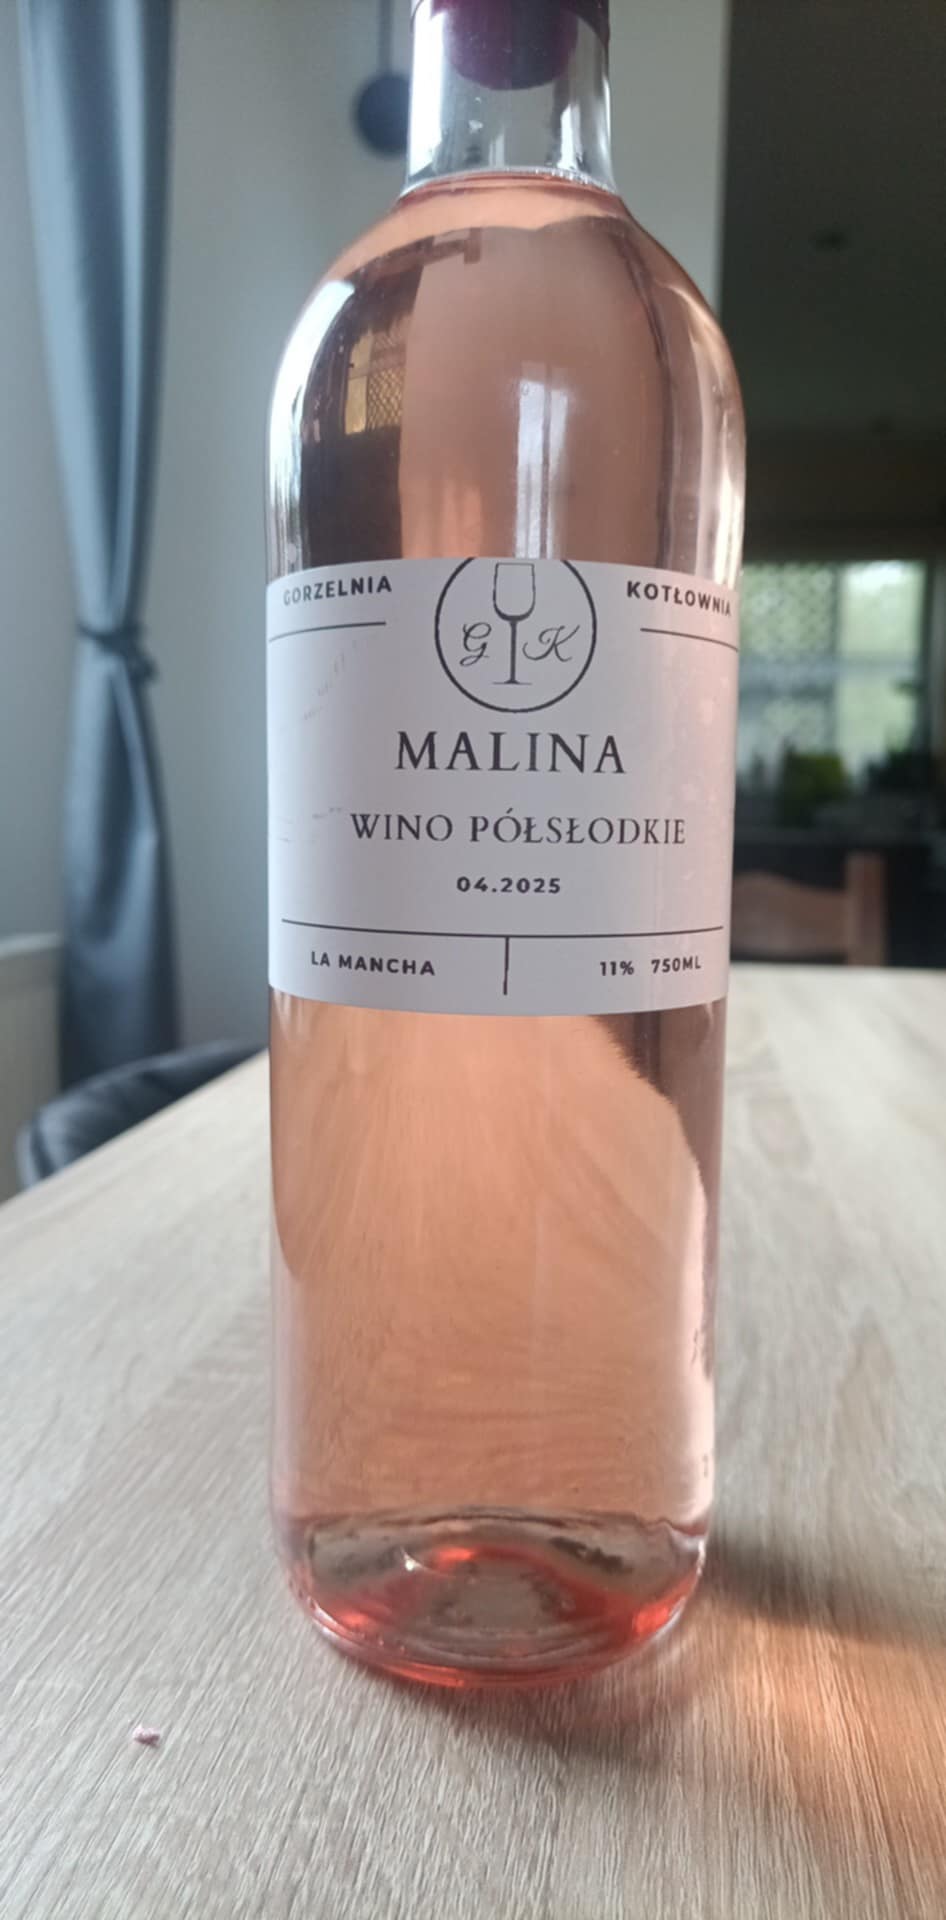 GORZELNIA
KOTŁOWNIA
G K
MALINA
WINO PÓŁSŁODKIE
04.2025
LA MANCHA
11% 750ML